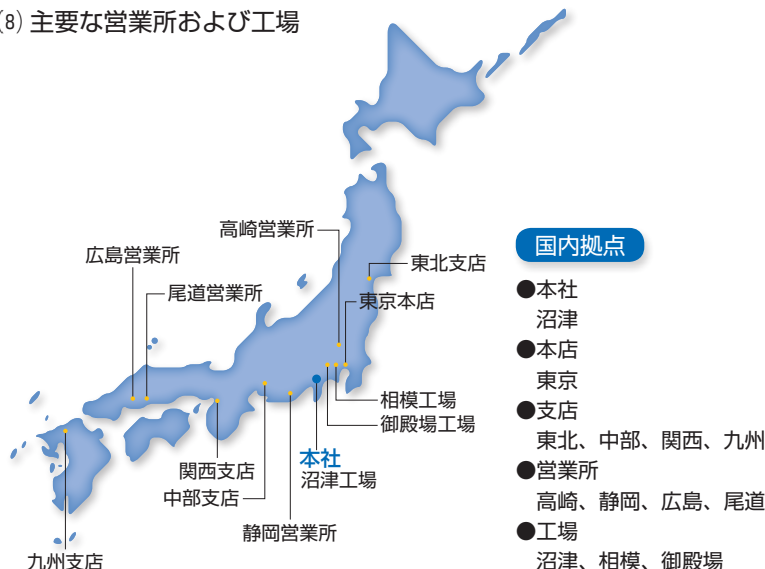 (8) 主要な営業所および工場
高崎営業所
広島営業所
東北支店
尾道営業所
東京本店
相模工場
御殿場工場
本社
沼津工場
関西支店
中部支店
静岡営業所
九州支店
国内拠点
●本社
沼津
●本店
東京
●支店
東北、中部、関西、九州
●営業所
高崎、静岡、広島、尾道
●工場
沼津、相模、御殿場